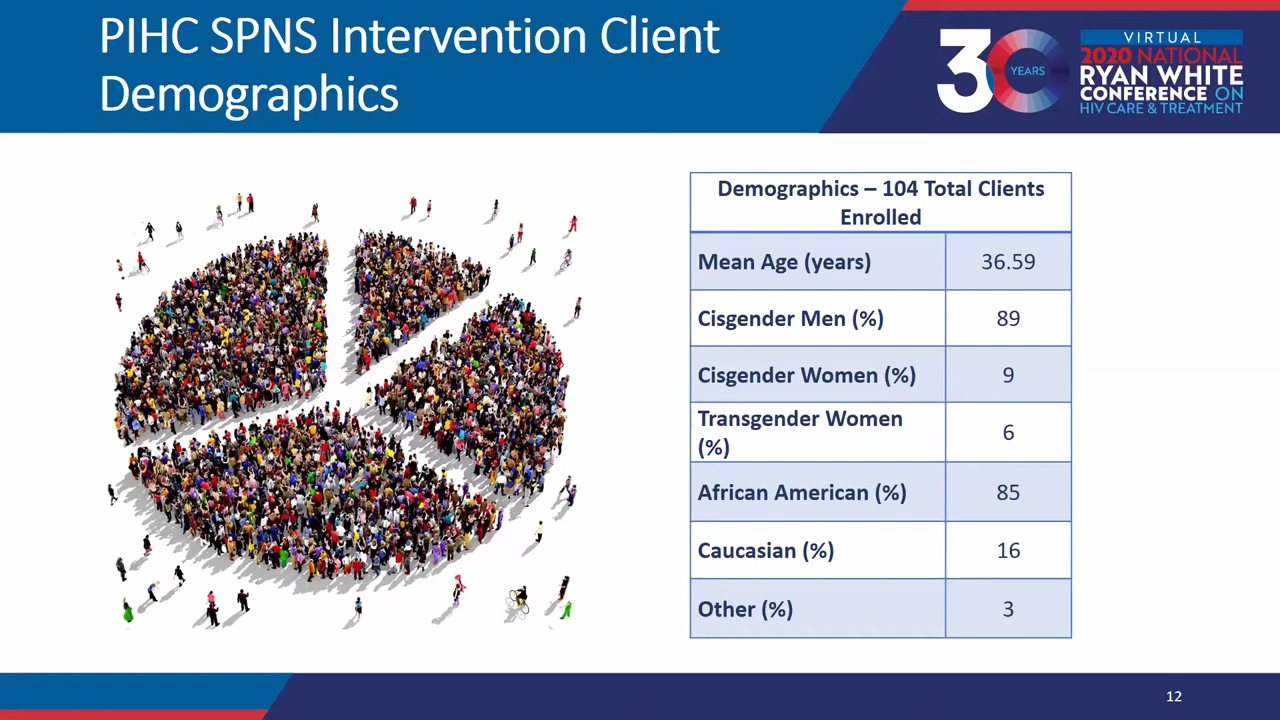 PIHC SPNS Intervention Client
Demographics
30
YEARS
VIRTUAL
2020 NATIONAL
RYAN WHITE
CONFERENCE ON
HIV CARE & TREATMENT
Demographics – 104 Total Clients
Enrolled
Mean Age (years) 36.59
Cisgender Men (%) 89
Cisgender Women (%) 9
Transgender Women
(%) 6
African American (%) 85
Caucasian (%) 16
Other (%) 3
12